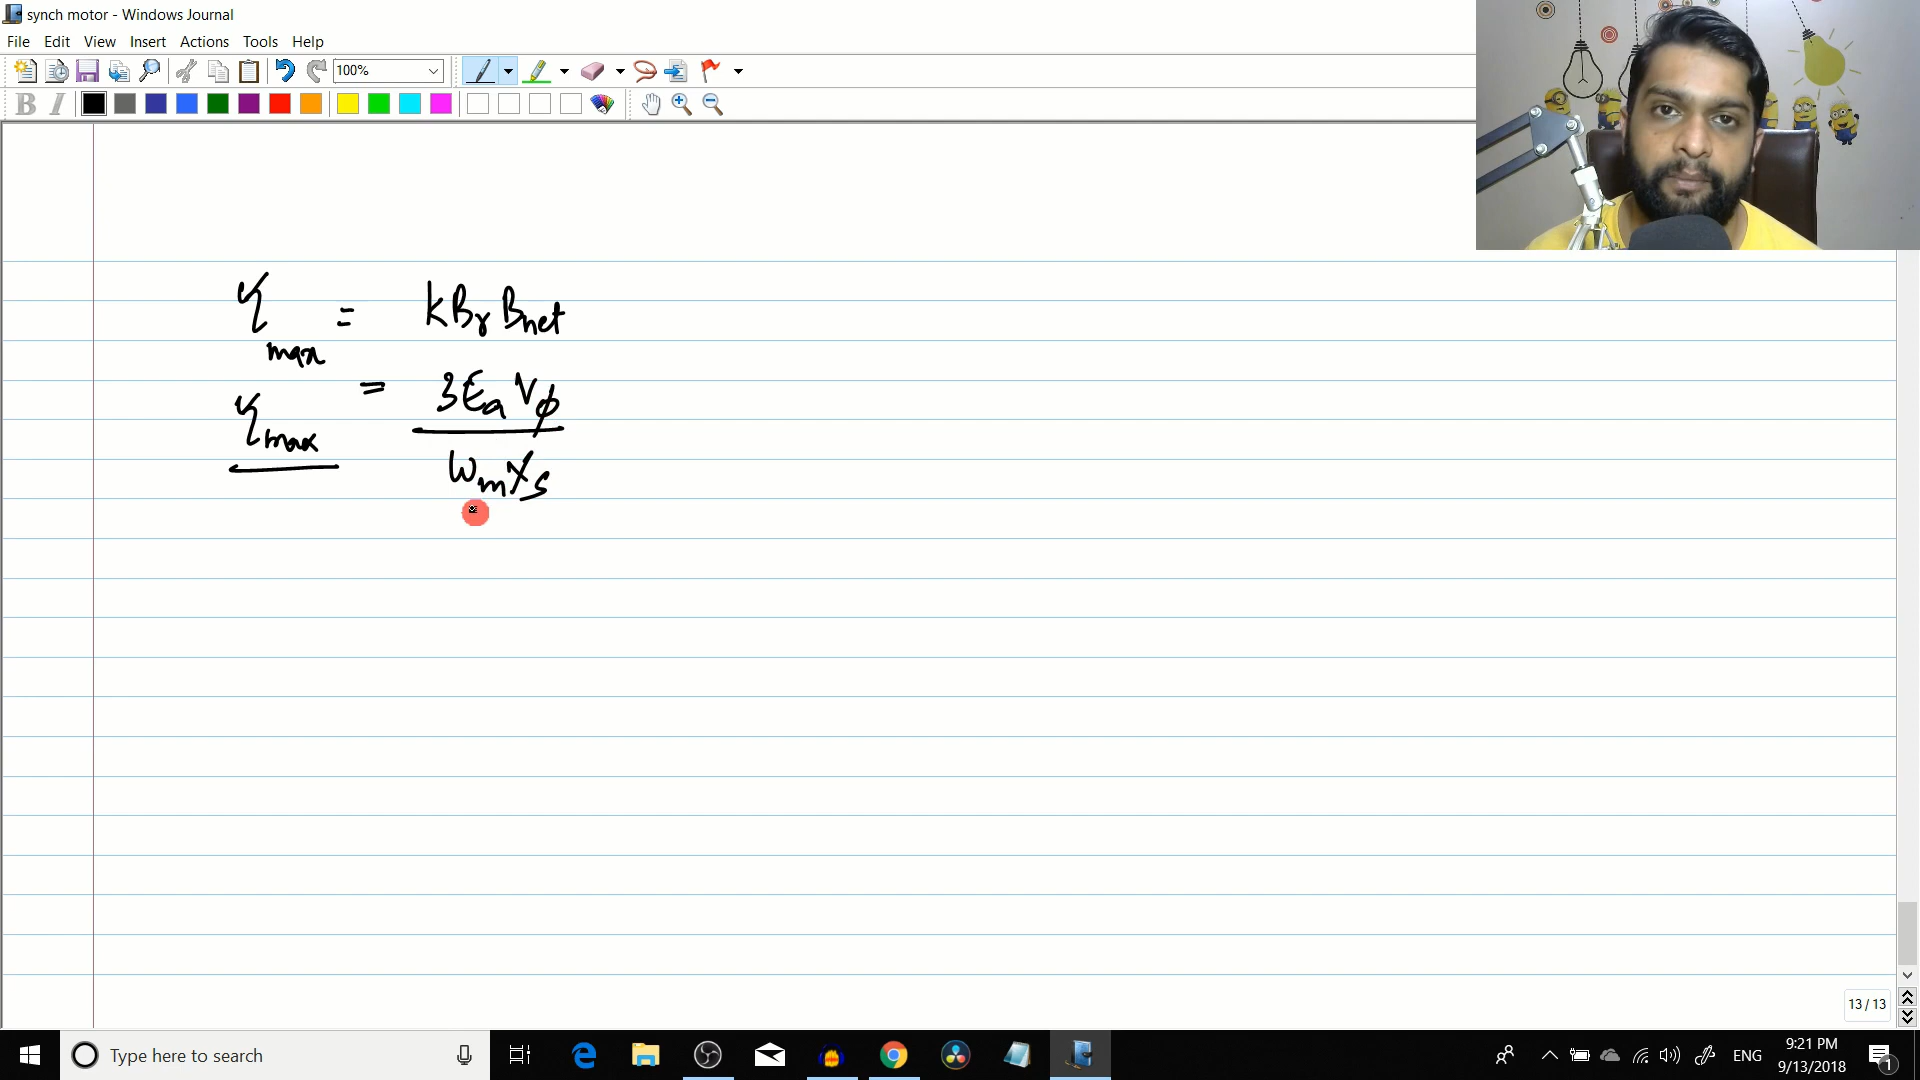 synch motor - Windows Journal
File Edit View Insert Actions Tools Help
100%
B I
τmax = kBr Bnet
τmax = 3Ea Vφ
ωm Xs
13 / 13
Type here to search
ENG
9:21 PM
9/13/2018
1